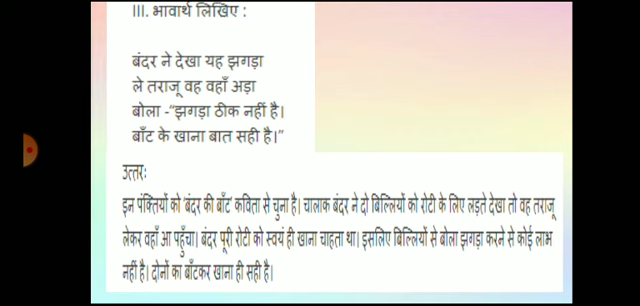 III. भावार्थ लिखिए :
बंदर ने देखा यह झगड़ा
ले तराजू वह वहाँ अड़ा
बोला -“झगड़ा ठीक नहीं है।
बाँट के खाना बात सही है।”
उत्तरः
इन पंक्तियों को 'बंदर की बाँट' कविता से चुना है। चालाक बंदर ने दो बिल्लियों को रोटी के लिए लड़ते देखा तो वह तराजू
लेकर वहाँ आ पहुँचा। बंदर पूरी रोटी को स्वयं ही खाना चाहता था। इसलिए बिल्लियों से बोला झगड़ा करने से कोई लाभ
नहीं है। दोनों का बाँटकर खाना ही सही है।